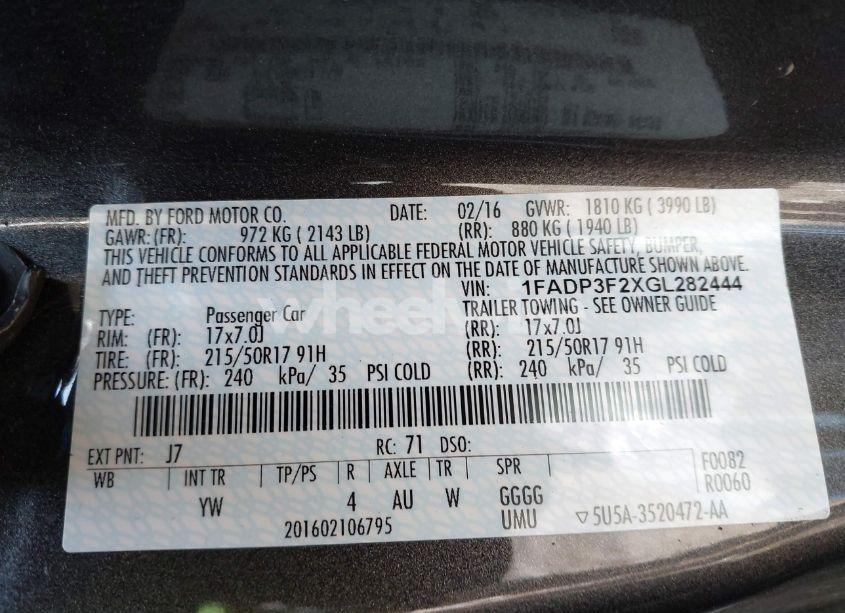 MFD. BY FORD MOTOR CO. DATE: 02/16 GVWR: 1810 KG ( 3990 LB)
GAWR: (FR): 972 KG ( 2143 LB) (RR): 880 KG ( 1940 LB)
THIS VEHICLE CONFORMS TO ALL APPLICABLE FEDERAL MOTOR VEHICLE SAFETY, BUMPER,
AND THEFT PREVENTION STANDARDS IN EFFECT ON THE DATE OF MANUFACTURE SHOWN ABOVE.
VIN: 1FADP3F2XGL282444
TYPE: Passenger Car TRAILER TOWING - SEE OWNER GUIDE
RIM: (FR): 17x7.0J (RR): 17x7.0J
TIRE: (FR): 215/50R17 91H (RR): 215/50R17 91H
PRESSURE: (FR): 240 kPa/ 35 PSI COLD (RR): 240 kPa/ 35 PSI COLD
EXT PNT: J7 RC: 71 DSO:
WB INT TR TP/PS R AXLE TR SPR F0082
YW 4 AU W GGGG R0060
201602106795 UMU ▽5U5A-3520472-AA